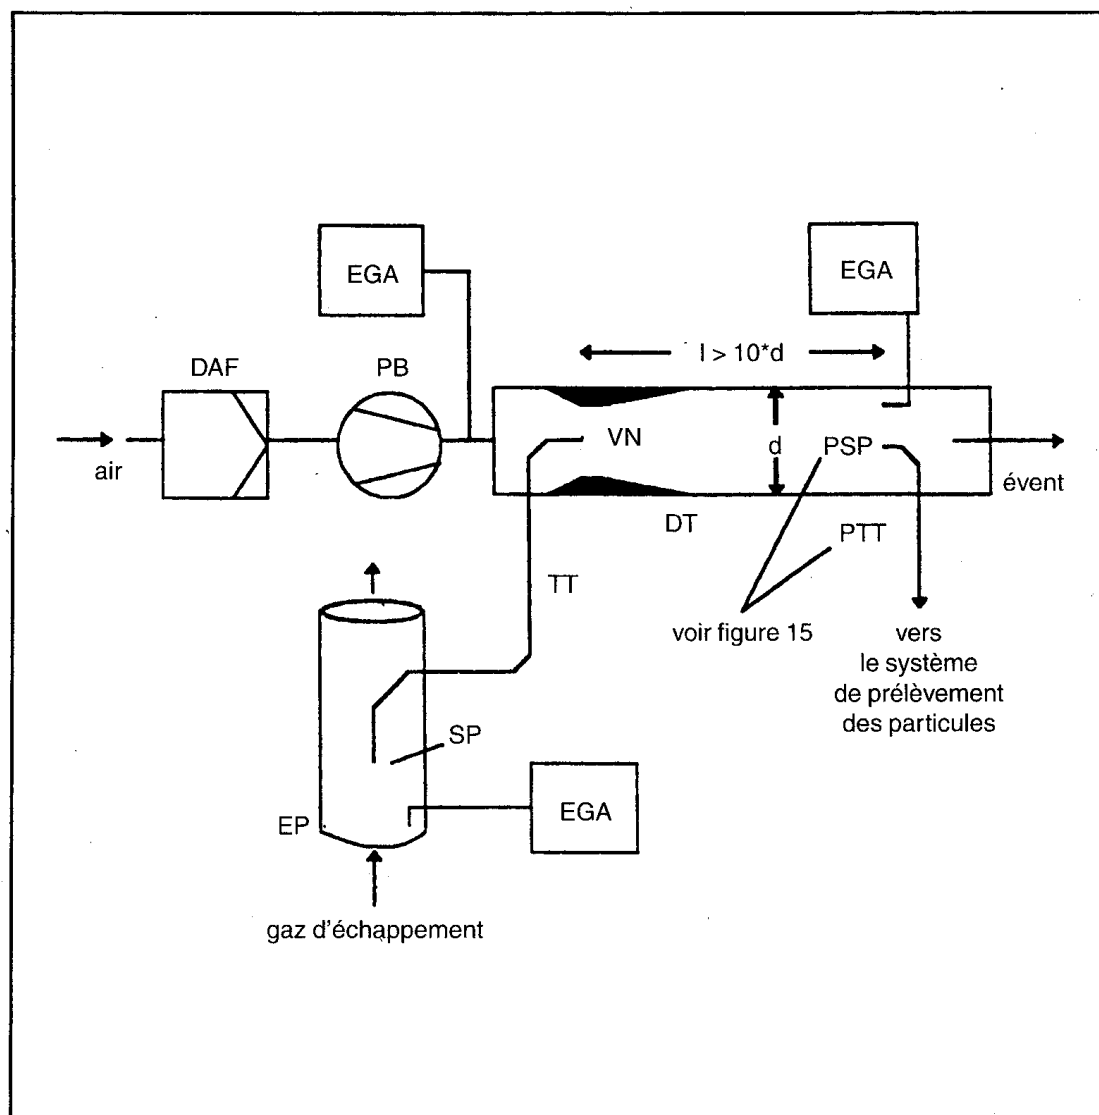 EGA
EGA
l > 10*d
DAF
PB
air
VN
d
PSP
évent
DT
PTT
TT
voir figure 15
vers
le système
de prélèvement
des particules
SP
EGA
EP
gaz d'échappement